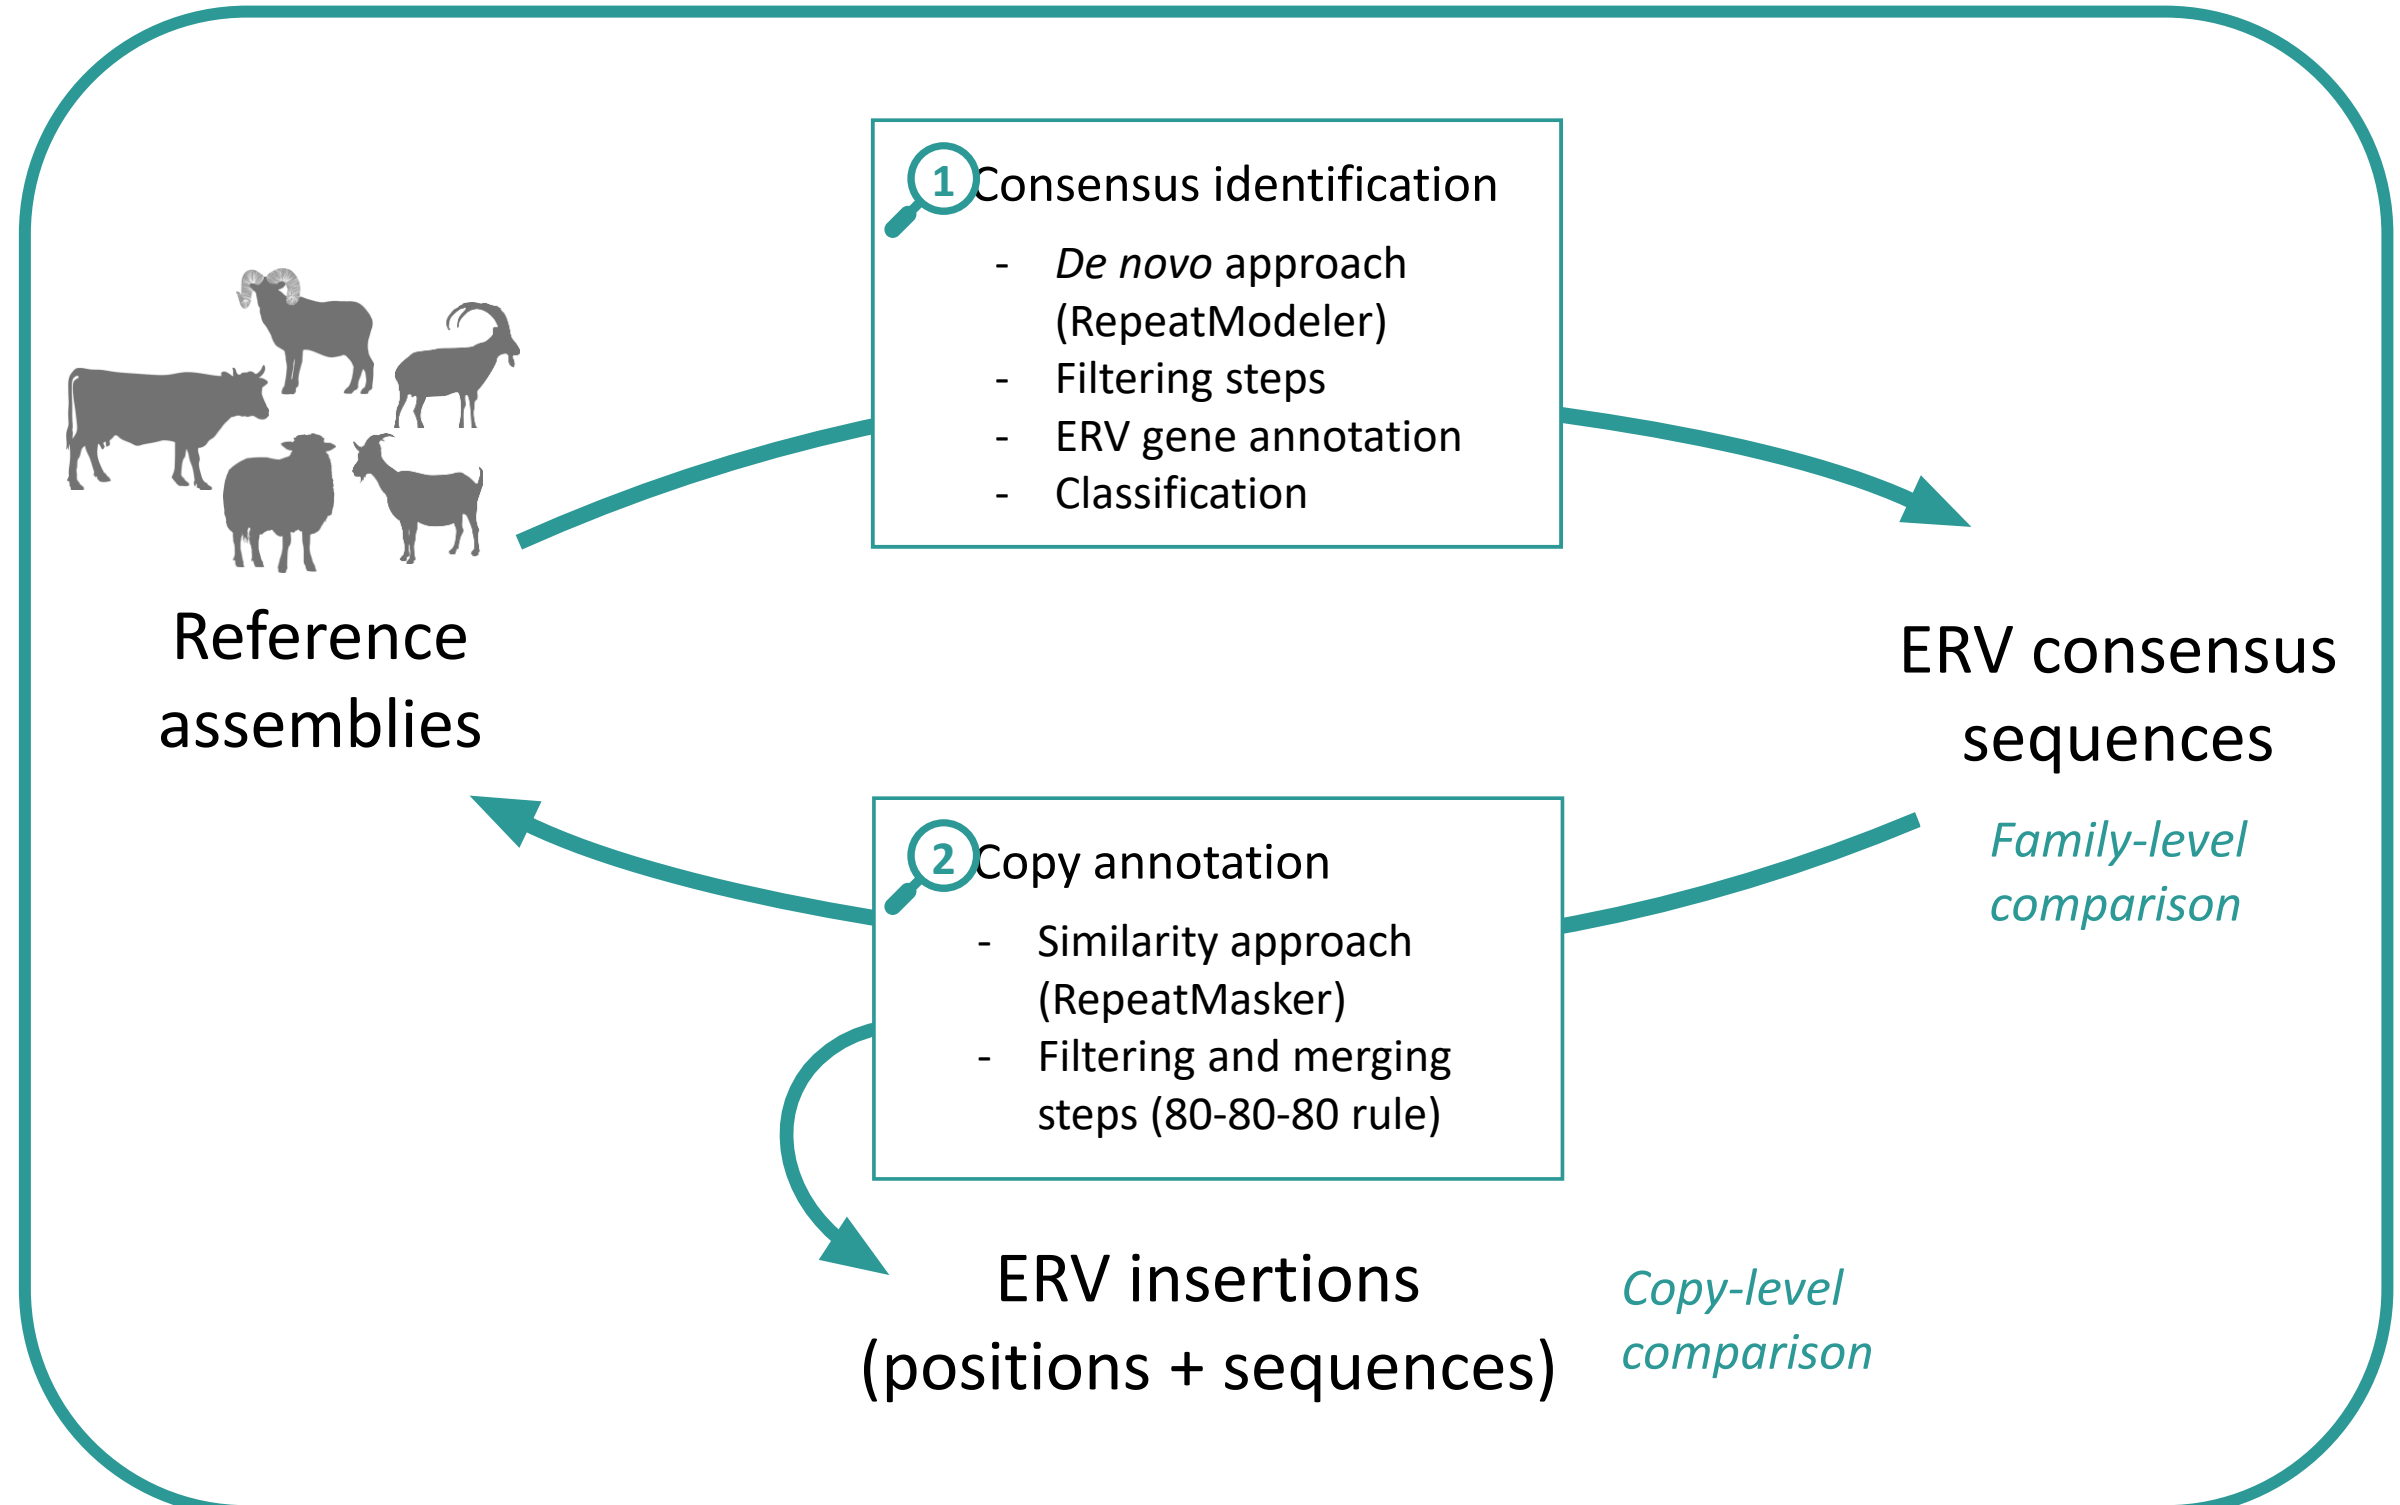 1
Consensus identification
- De novo approach
(RepeatModeler)
- Filtering steps
- ERV gene annotation
- Classification
Reference
assemblies
ERV consensus
sequences
Family-level
comparison
2
Copy annotation
- Similarity approach
(RepeatMasker)
- Filtering and merging
steps (80-80-80 rule)
ERV insertions
(positions + sequences)
Copy-level
comparison